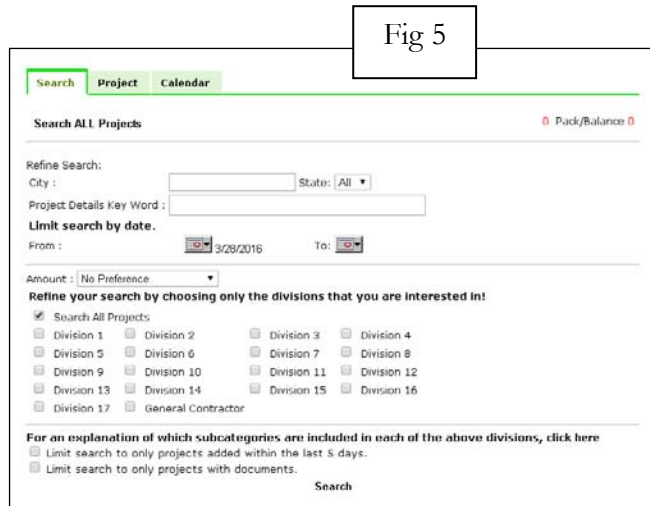 Fig 5
Search Project Calendar
Search ALL Projects 0 Pack/Balance 0
Refine Search:
City : State: All
Project Details Key Word :
Limit search by date.
From : 3/28/2016 To:
Amount : No Preference
Refine your search by choosing only the divisions that you are interested in!
Search All Projects
Division 1 Division 2 Division 3 Division 4
Division 5 Division 6 Division 7 Division 8
Division 9 Division 10 Division 11 Division 12
Division 13 Division 14 Division 15 Division 16
Division 17 General Contractor
For an explanation of which subcategories are included in each of the above divisions, click here
Limit search to only projects added within the last 5 days.
Limit search to only projects with documents.
Search